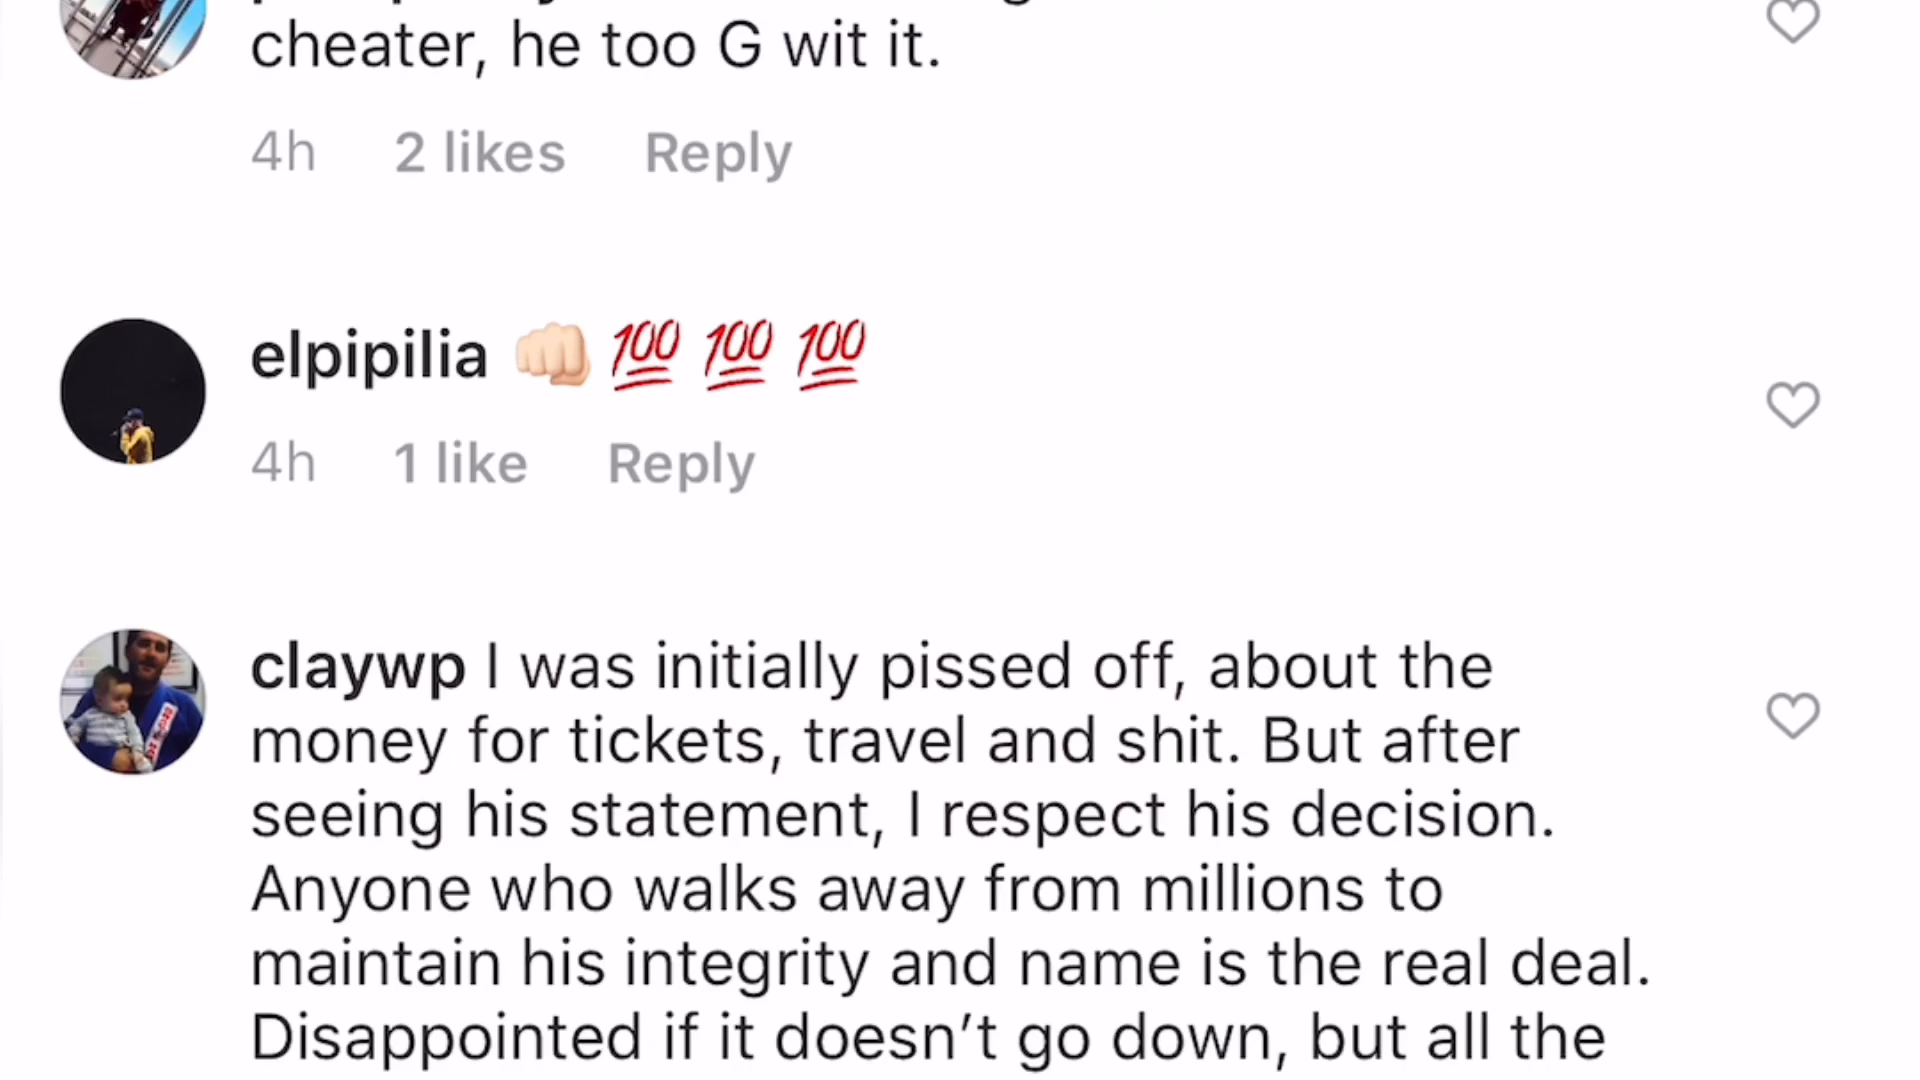 cheater, he too G wit it.
4h 2 likes Reply
elpipilia 👊🏻 💯 💯 💯
4h 1 like Reply
claywp I was initially pissed off, about the
money for tickets, travel and shit. But after
seeing his statement, I respect his decision.
Anyone who walks away from millions to
maintain his integrity and name is the real deal.
Disappointed if it doesn’t go down, but all the